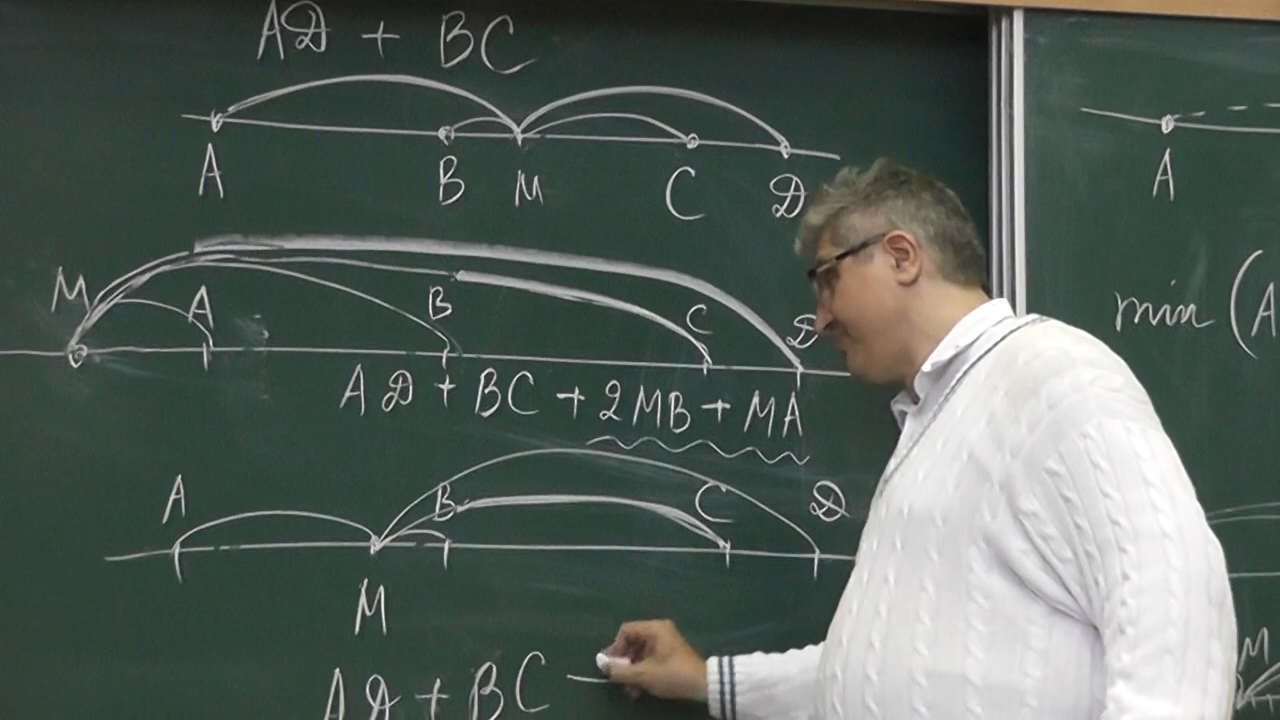 AD + BC
A B M C D
M A B C D
AD + BC + 2MB + MA
A B C D
M
AD + BC −
A
min (A
M